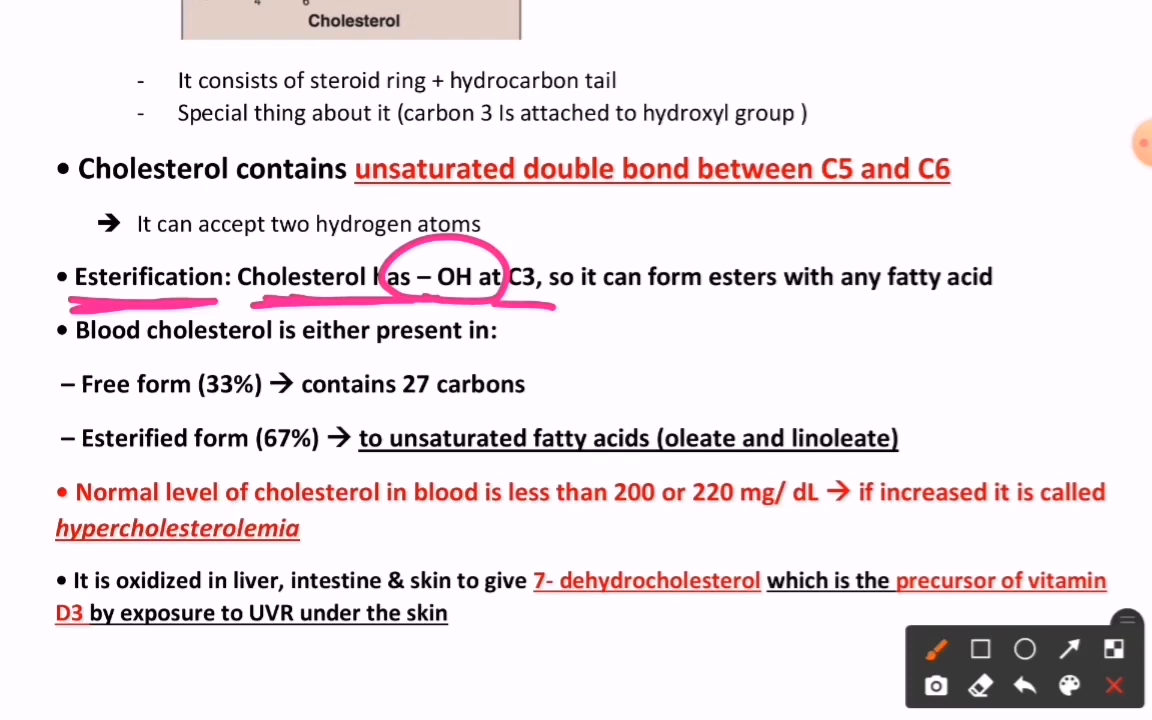 4 6
Cholesterol
- It consists of steroid ring + hydrocarbon tail
- Special thing about it (carbon 3 Is attached to hydroxyl group )
• Cholesterol contains unsaturated double bond between C5 and C6
➔ It can accept two hydrogen atoms
• Esterification: Cholesterol has – OH at C3, so it can form esters with any fatty acid
• Blood cholesterol is either present in:
– Free form (33%) → contains 27 carbons
– Esterified form (67%) → to unsaturated fatty acids (oleate and linoleate)
• Normal level of cholesterol in blood is less than 200 or 220 mg/ dL → if increased it is called
hypercholesterolemia
• It is oxidized in liver, intestine & skin to give 7- dehydrocholesterol which is the precursor of vitamin
D3 by exposure to UVR under the skin